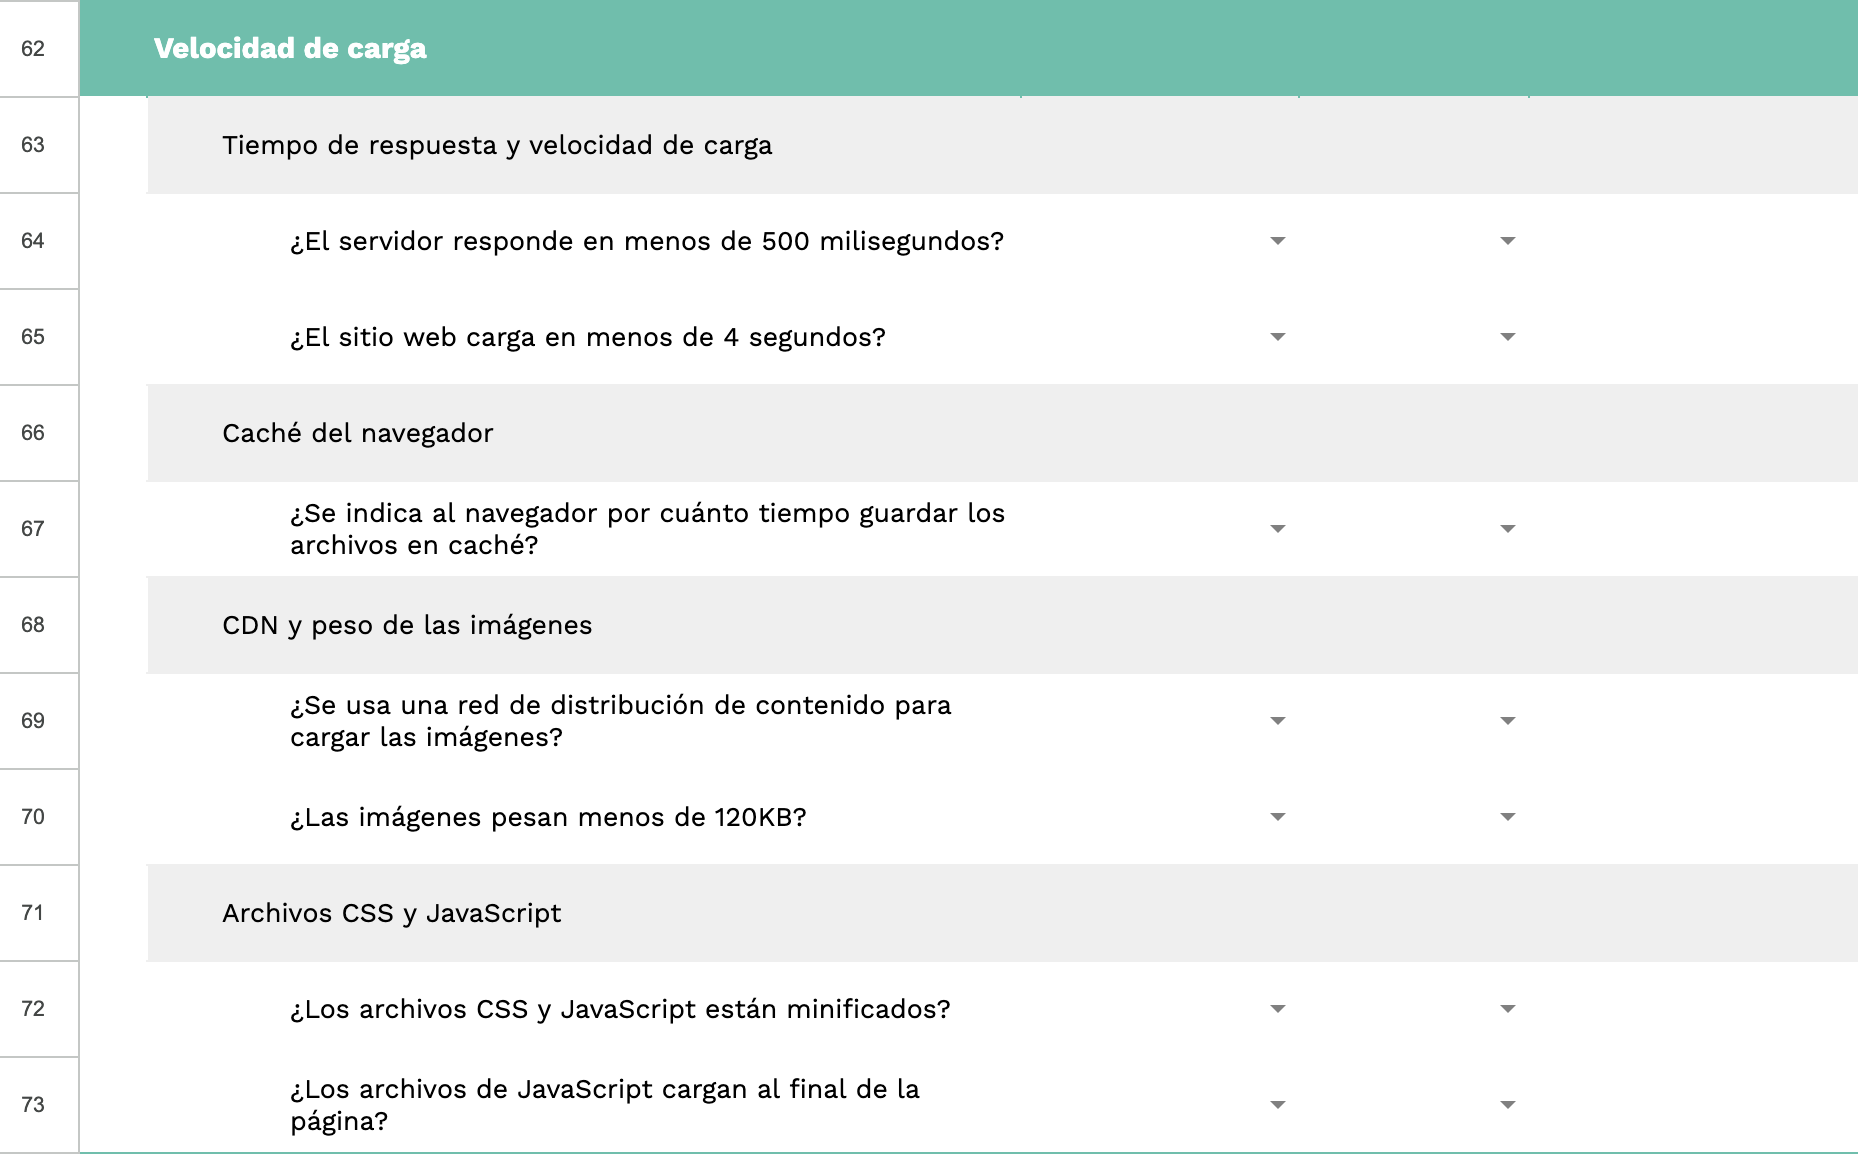 62
Velocidad de carga
63
Tiempo de respuesta y velocidad de carga
64
¿El servidor responde en menos de 500 milisegundos?
65
¿El sitio web carga en menos de 4 segundos?
66
Caché del navegador
67
¿Se indica al navegador por cuánto tiempo guardar los
archivos en caché?
68
CDN y peso de las imágenes
69
¿Se usa una red de distribución de contenido para
cargar las imágenes?
70
¿Las imágenes pesan menos de 120KB?
71
Archivos CSS y JavaScript
72
¿Los archivos CSS y JavaScript están minificados?
73
¿Los archivos de JavaScript cargan al final de la
página?